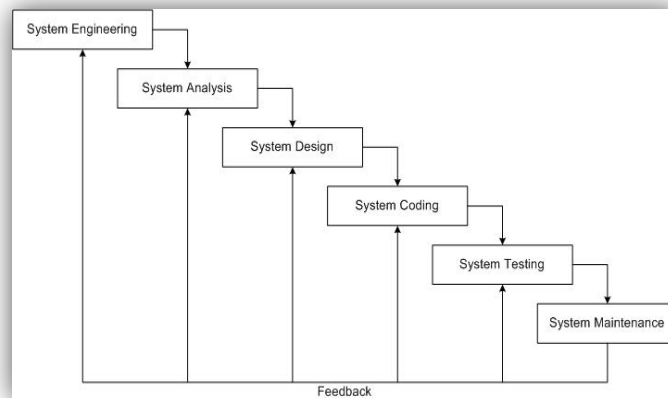 System Engineering
System Analysis
System Design
System Coding
System Testing
System Maintenance
Feedback